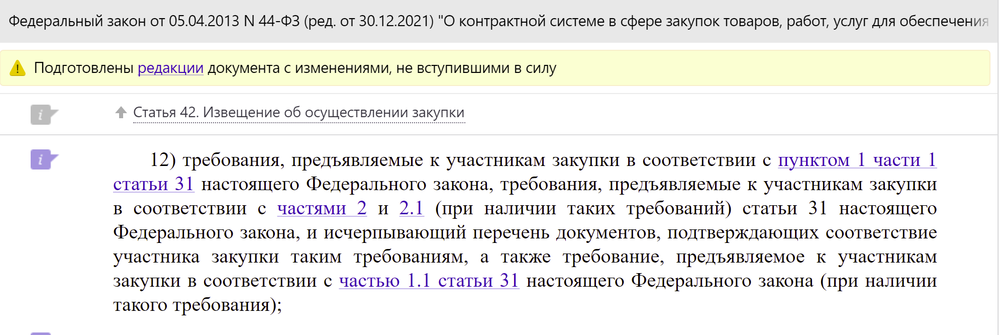 Федеральный закон от 05.04.2013 N 44-ФЗ (ред. от 30.12.2021) "О контрактной системе в сфере закупок товаров, работ, услуг для обеспечения
Подготовлены редакции документа с изменениями, не вступившими в силу
Статья 42. Извещение об осуществлении закупки
12) требования, предъявляемые к участникам закупки в соответствии с пунктом 1 части 1
статьи 31 настоящего Федерального закона, требования, предъявляемые к участникам закупки
в соответствии с частями 2 и 2.1 (при наличии таких требований) статьи 31 настоящего
Федерального закона, и исчерпывающий перечень документов, подтверждающих соответствие
участника закупки таким требованиям, а также требование, предъявляемое к участникам
закупки в соответствии с частью 1.1 статьи 31 настоящего Федерального закона (при наличии
такого требования);